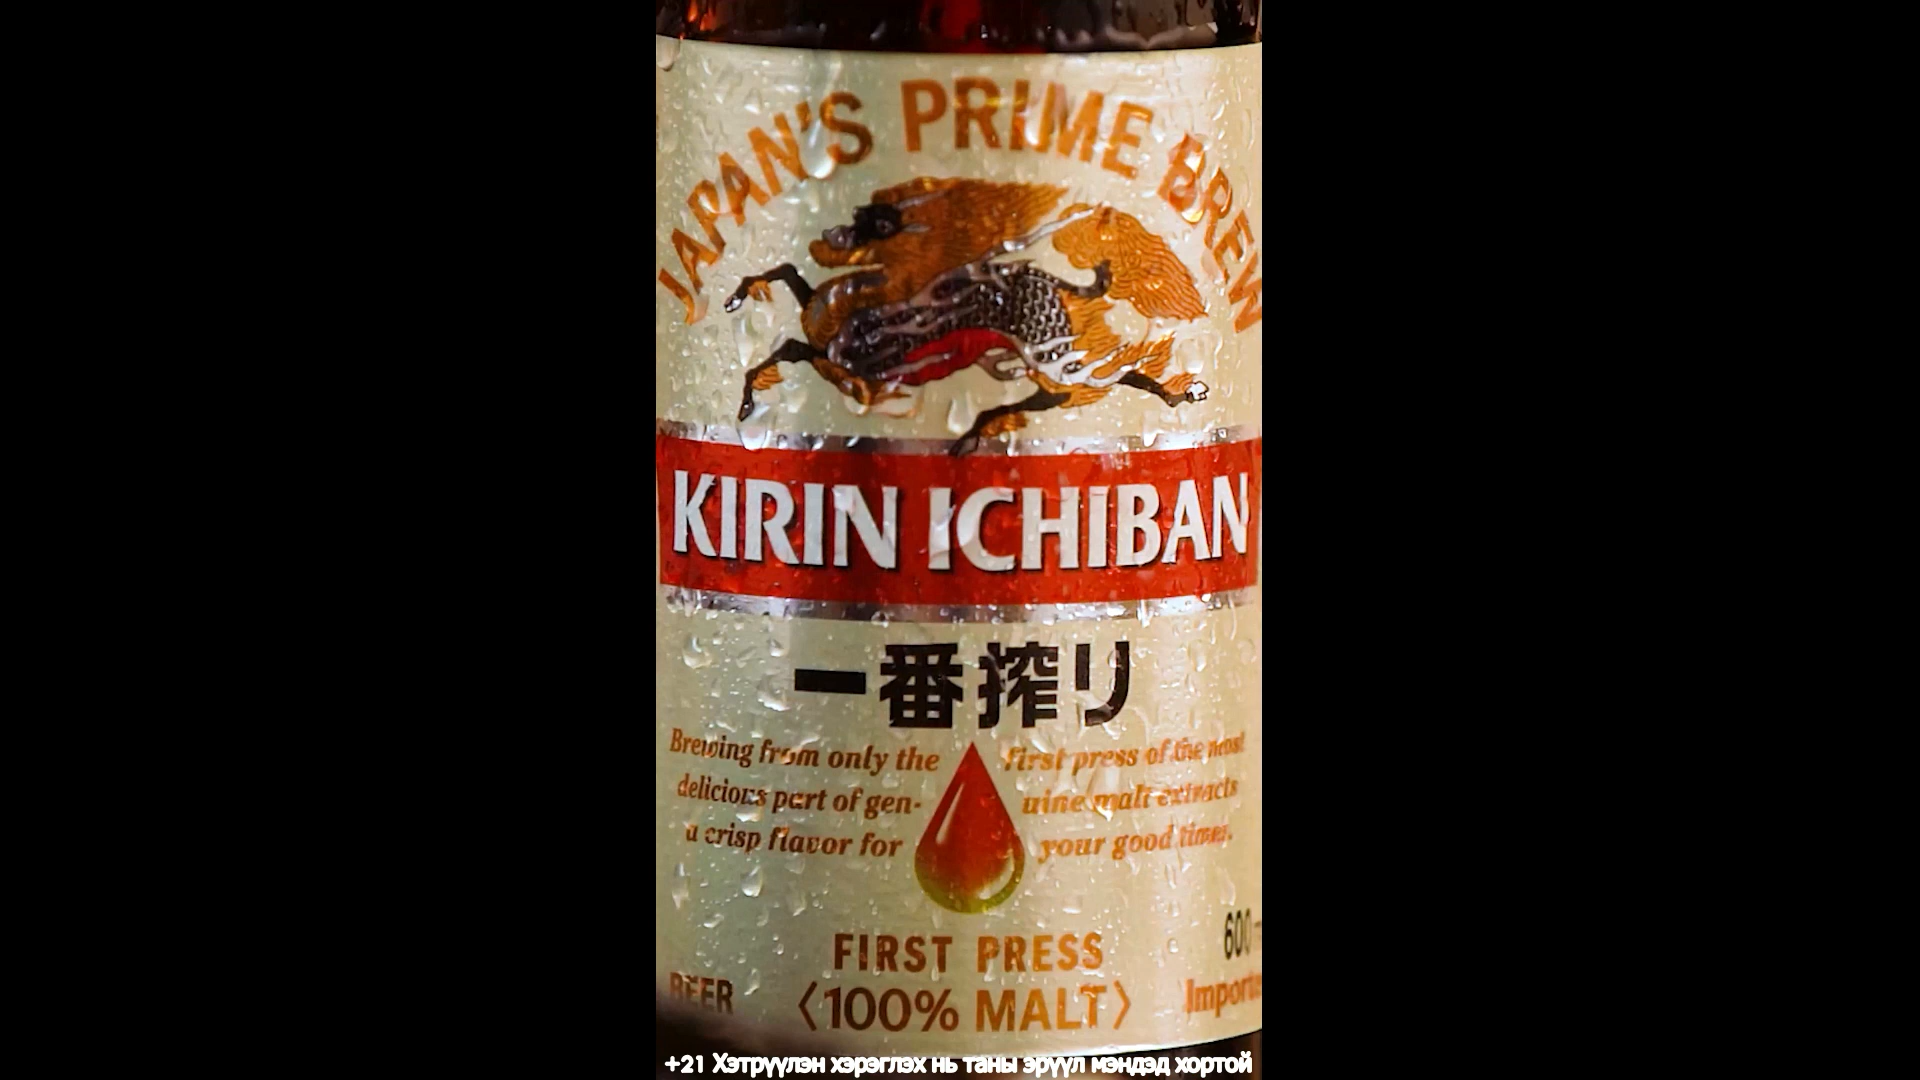 JAPAN'S PRIME BREW
KIRIN ICHIBAN
一番搾り
Brewing from only the first press of the most
delicious part of gen- uine malt extracts
a crisp flavor for your good times.
600
FIRST PRESS
BEER 〈100% MALT〉
+21 Хэтрүүлэн хэрэглэх нь таны эрүүл мэндэд хортой